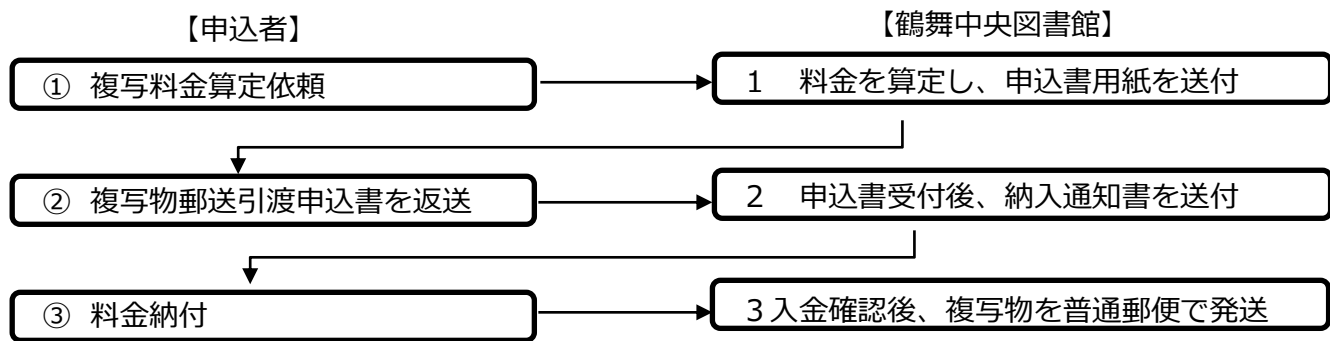 【申込者】 【鶴舞中央図書館】
① 複写料金算定依頼
1 料金を算定し、申込書用紙を送付
② 複写物郵送引渡申込書を返送
2 申込書受付後、納入通知書を送付
③ 料金納付
3入金確認後、複写物を普通郵便で発送